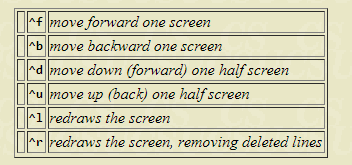 ^f move forward one screen
^b move backward one screen
^d move down (forward) one half screen
^u move up (back) one half screen
^l redraws the screen
^r redraws the screen, removing deleted lines